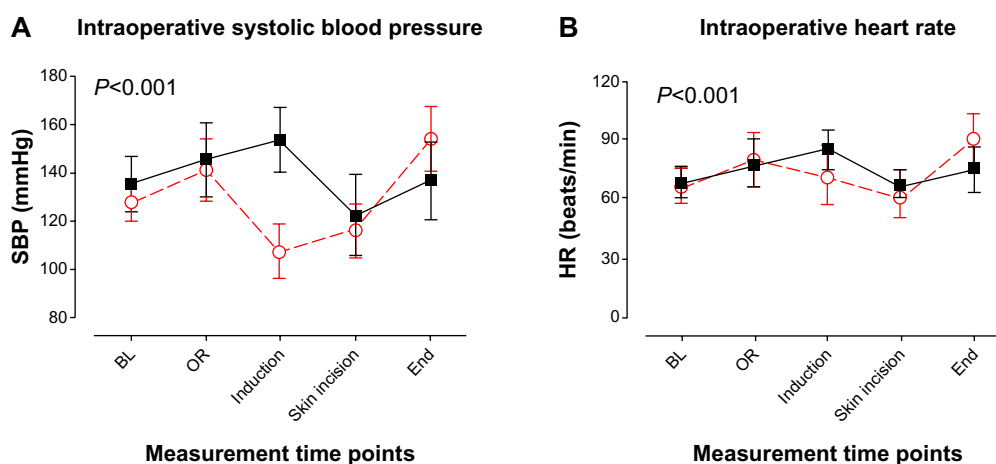 A Intraoperative systolic blood pressure
P<0.001
SBP (mmHg)
180
160
140
120
100
80
BL
OR
Induction
Skin incision
End
Measurement time points
B Intraoperative heart rate
P<0.001
HR (beats/min)
120
90
60
30
0
BL
OR
Induction
Skin incision
End
Measurement time points